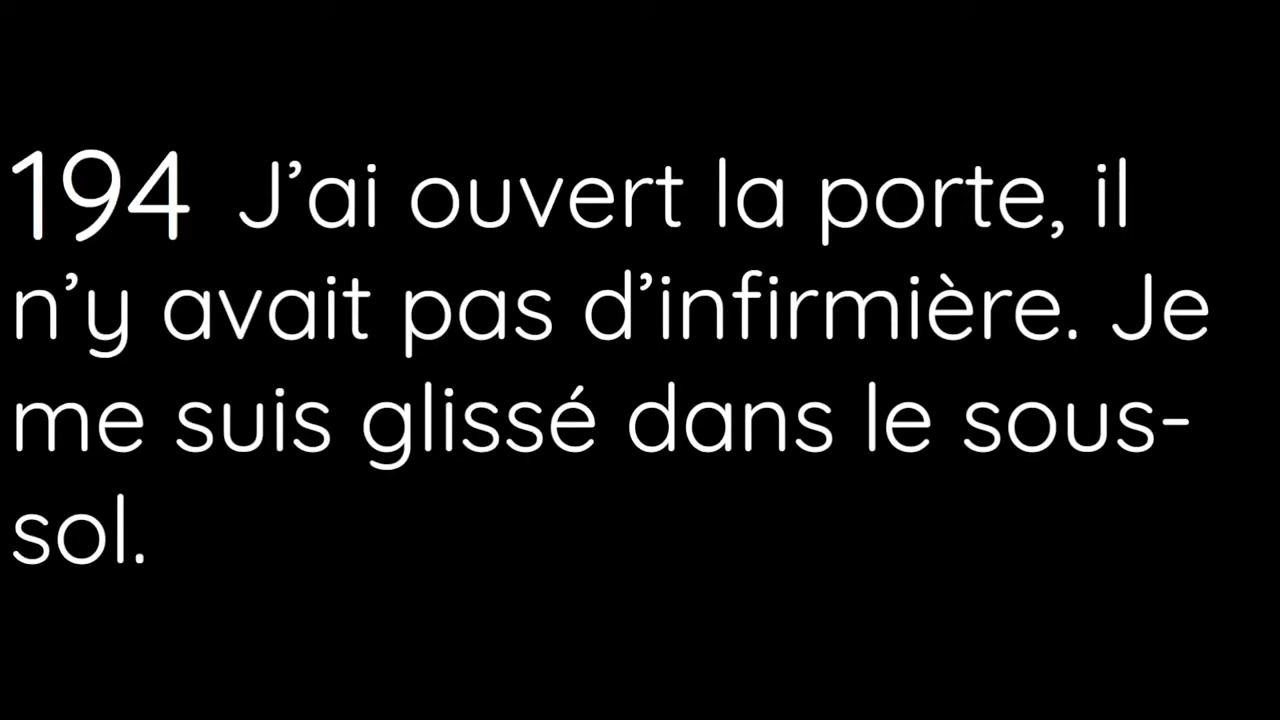 194 J’ai ouvert la porte, il
n’y avait pas d’infirmière. Je
me suis glissé dans le sous-
sol.